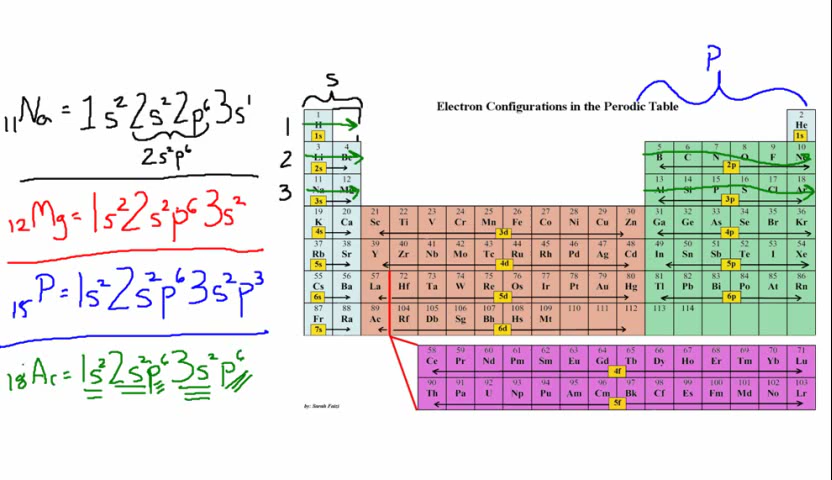 S
P
Electron Configurations in the Perodic Table
₁₁Na = 1s²2s²2p⁶3s¹
2s²p⁶
₁₂Mg = 1s²2s²p⁶3s²
₁₅P = 1s²2s²p⁶3s²p³
₁₈Ar = 1s²2s²p⁶3s²p⁶
1
2
3
1 2
H He
1s 1s
3 4 5 6 7 8 9 10
Li Be B C N O F Ne
2s 2p
11 12 13 14 15 16 17 18
Na Mg Al Si P S Cl Ar
3s 3p
19 20 21 22 23 24 25 26 27 28 29 30 31 32 33 34 35 36
K Ca Sc Ti V Cr Mn Fe Co Ni Cu Zn Ga Ge As Se Br Kr
4s 3d 4p
37 38 39 40 41 42 43 44 45 46 47 48 49 50 51 52 53 54
Rb Sr Y Zr Nb Mo Tc Ru Rh Pd Ag Cd In Sn Sb Te I Xe
5s 4d 5p
55 56 57 72 73 74 75 76 77 78 79 80 81 82 83 84 85 86
Cs Ba La Hf Ta W Re Os Ir Pt Au Hg Tl Pb Bi Po At Rn
6s 5d 6p
87 88 89 104 105 106 107 108 109 110 111 112 113 114
Fr Ra Ac Rf Db Sg Bh Hs Mt
7s 6d
58 59 60 61 62 63 64 65 66 67 68 69 70 71
Ce Pr Nd Pm Sm Eu Gd Tb Dy Ho Er Tm Yb Lu
4f
90 91 92 93 94 95 96 97 98 99 100 101 102 103
Th Pa U Np Pu Am Cm Bk Cf Es Fm Md No Lr
5f
by: Sarah Faizi